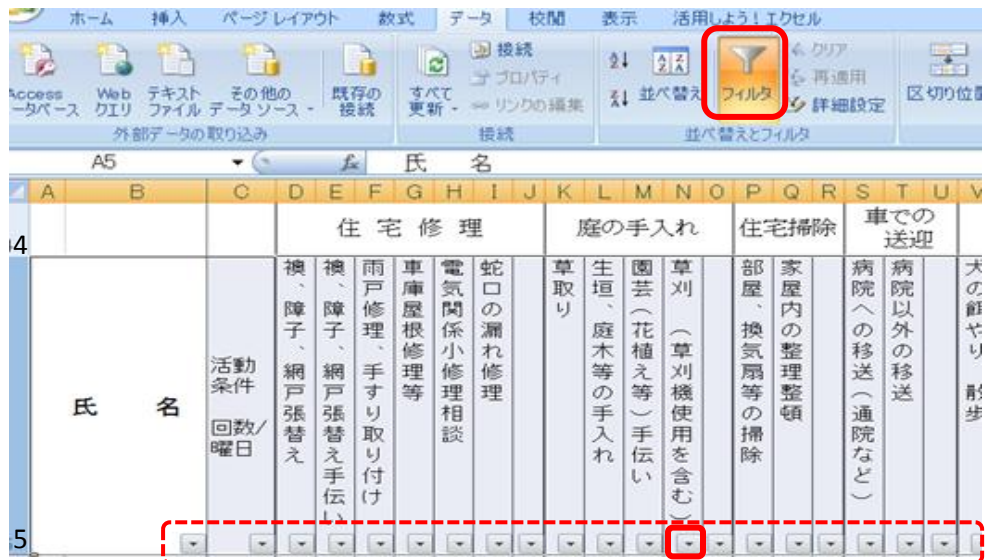 ホーム 挿入 ページ レイアウト 数式 データ 校閲 表示 活用しよう！エクセル
Access データベース
Web クエリ
テキスト ファイル
その他の データ ソース
既存の 接続
外部データの取り込み
すべて 更新
接続
プロパティ
リンクの編集
接続
並べ替え
フィルタ
クリア
再適用
詳細設定
並べ替えとフィルタ
区切り位置
A5 fx 氏 名
A B C D E F G H I J K L M N O P Q R S T U V
4
住宅修理
庭の手入れ
住宅掃除
車での
送迎
5
氏 名
活動
条件
回数/
曜日
襖、障子、網戸張替え
襖、障子、網戸張替え手伝い
雨戸修理、手すり取り付け
車庫屋根修理等
電気関係小修理相談
蛇口の漏れ修理
草取り
生垣、庭木等の手入れ
園芸（花植え等）手伝い
草刈（草刈機使用を含む）
部屋、換気扇等の掃除
家屋内の整理整頓
病院への移送（通院など）
病院以外の移送
犬の餌やり 散歩